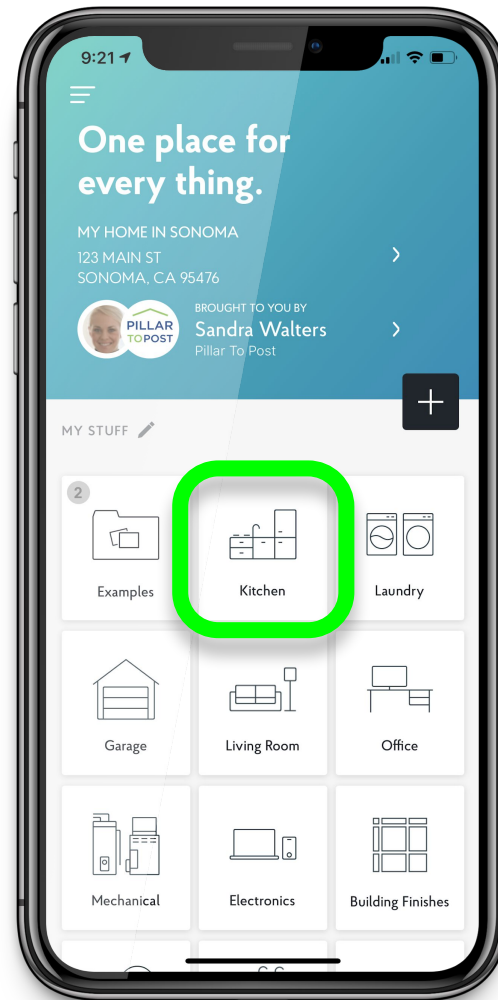 9:21
One place for
every thing.
MY HOME IN SONOMA
123 MAIN ST
SONOMA, CA 95476
BROUGHT TO YOU BY
PILLAR
TO POST
Sandra Walters
Pillar To Post
MY STUFF
2
Examples
Kitchen
Laundry
Garage
Living Room
Office
Mechanical
Electronics
Building Finishes